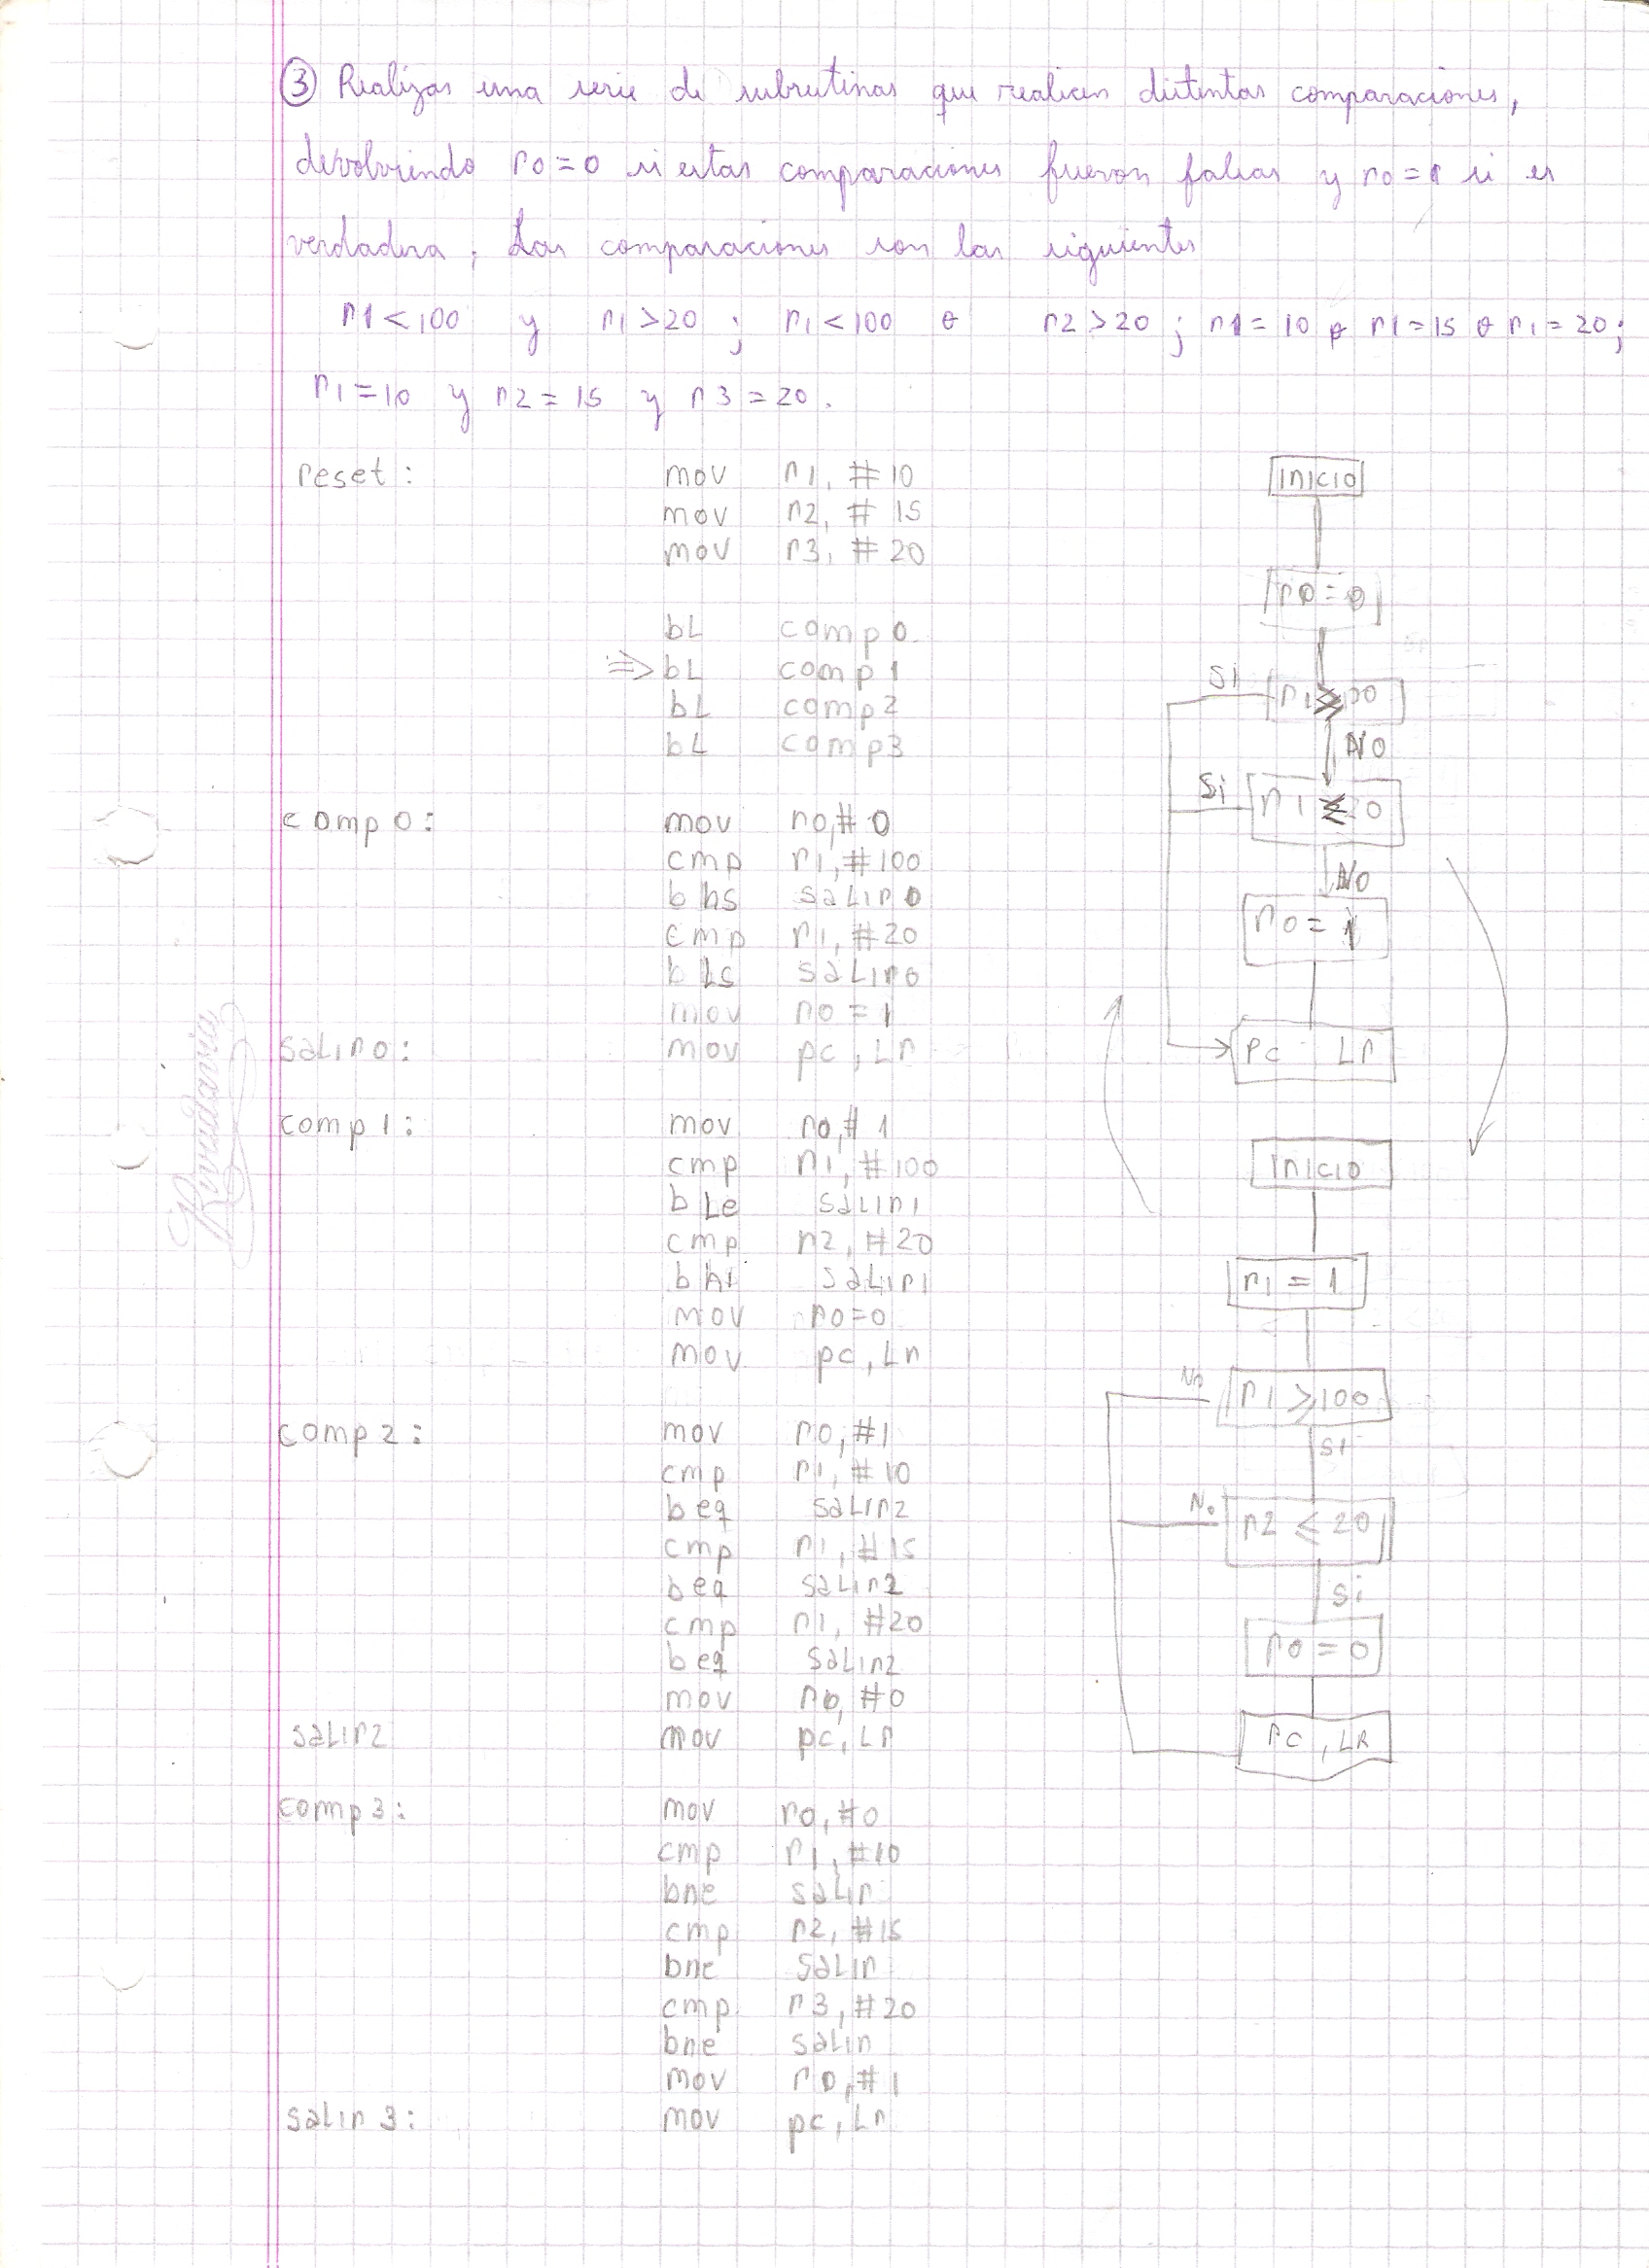 ③ Realizar una serie de subrutinas que realicen distintas comparaciones,
devolviendo r0=0 si estas comparaciones fueron falsas y r0=1 si es
verdadera; Las comparaciones son las siguientes
r1<100 y r1>20 ; r1<100 o r2>20 ; r1=10 o r1=15 o r1=20;
r1=10 y r2=15 y r3=20.
reset: mov r1, #10
mov r2, #15
mov r3, #20
bL comp0
⇒ bL comp1
bL comp2
bL comp3
comp0: mov r0,#0
cmp r1,#100
bhs saLir0
cmp r1,#20
bLs saLir0
mov r0=1
saLir0: mov pc, Lr
comp1: mov r0,#1
cmp r1,#100
bLe saLir1
cmp r2,#20
bhi saLir1
mov r0=0
mov pc, Lr
comp2: mov r0,#1
cmp r1,#10
beq saLir2
cmp r1,#15
beq saLir2
cmp r1, #20
beq saLir2
mov r0,#0
saLir2 mov pc, Lr
comp3: mov r0,#0
cmp r1,#10
bne saLir
cmp r2,#15
bne saLir
cmp r3,#20
bne saLir
mov r0,#1
saLir3: mov pc, Lr
inicio
r0=0
Si
NO
Si
NO
r0=1
PC Lr
inicio
r1=1
No r1≥100
si
No r2≤20
Si
r0=0
PC, LR
Rivadavia